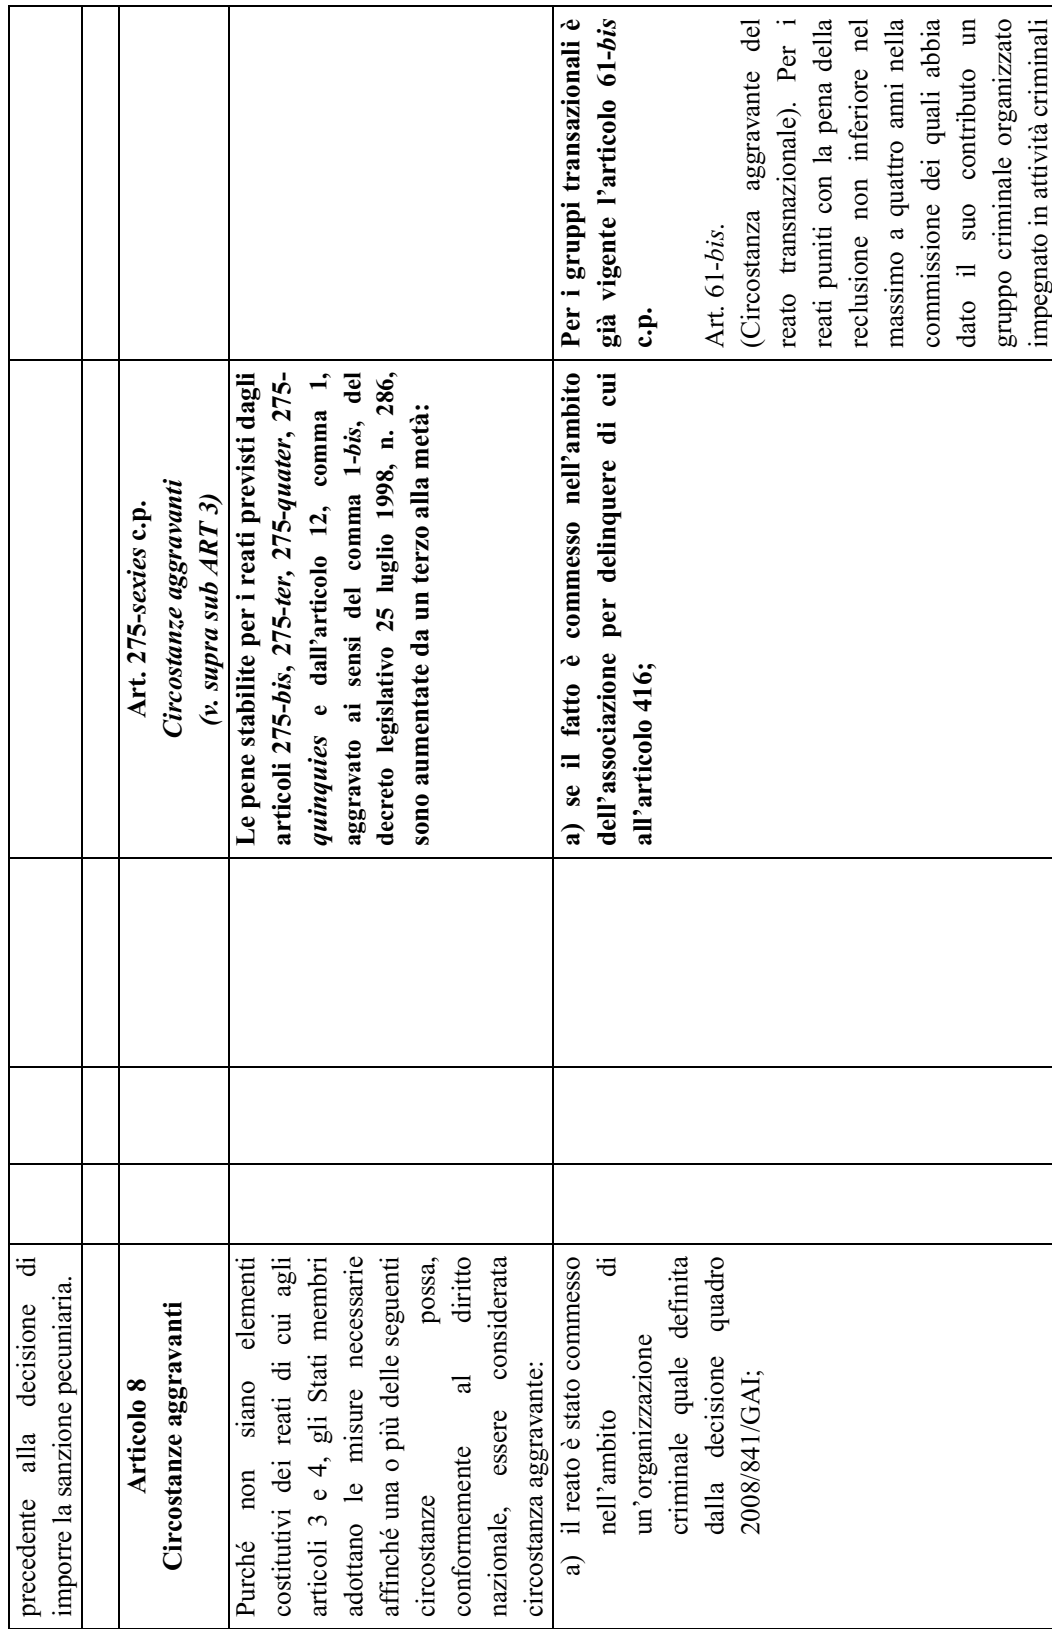 precedente alla decisione di
imporre la sanzione pecuniaria.
Articolo 8
Circostanze aggravanti
Art. 275-sexies c.p.
Circostanze aggravanti
(v. supra sub ART 3)
Purché non siano elementi
costitutivi dei reati di cui agli
articoli 3 e 4, gli Stati membri
adottano le misure necessarie
affinché una o più delle seguenti
circostanze possa,
conformemente al diritto
nazionale, essere considerata
circostanza aggravante:
Le pene stabilite per i reati previsti dagli
articoli 275-bis, 275-ter, 275-quater, 275-
quinquies e dall'articolo 12, comma 1,
aggravato ai sensi del comma 1-bis, del
decreto legislativo 25 luglio 1998, n. 286,
sono aumentate da un terzo alla metà:
a) il reato è stato commesso
nell'ambito di
un'organizzazione
criminale quale definita
dalla decisione quadro
2008/841/GAI;
a) se il fatto è commesso nell'ambito
dell'associazione per delinquere di cui
all'articolo 416;
Per i gruppi transazionali è
già vigente l'articolo 61-bis
c.p.
Art. 61-bis.
(Circostanza aggravante del
reato transnazionale). Per i
reati puniti con la pena della
reclusione non inferiore nel
massimo a quattro anni nella
commissione dei quali abbia
dato il suo contributo un
gruppo criminale organizzato
impegnato in attività criminali